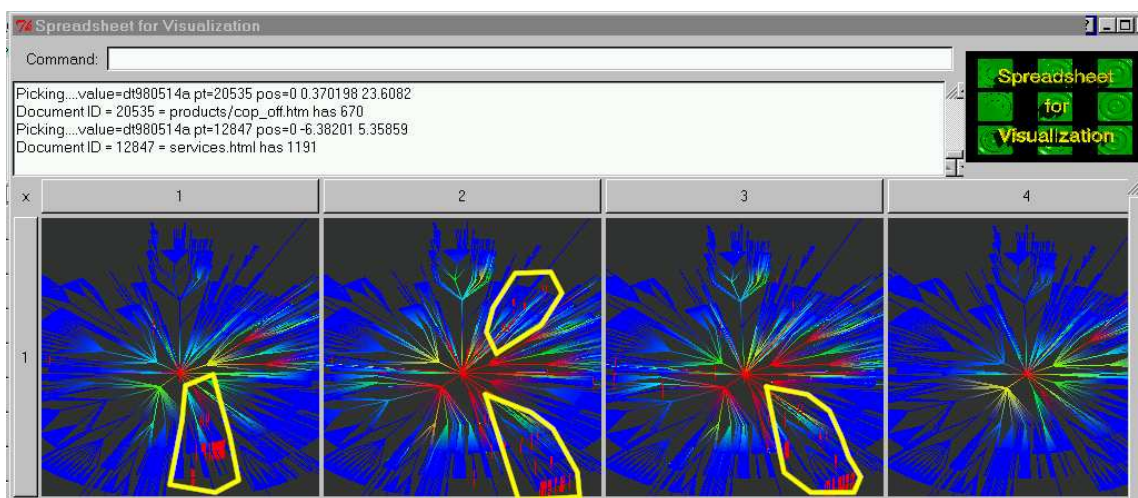 Spreadsheet for Visualization
Command:
Picking....value=dt980514a pt=20535 pos=0 0.370198 23.6082
Document ID = 20535 = products/cop_off.htm has 670
Picking....value=dt980514a pt=12847 pos=0 -6.38201 5.35859
Document ID = 12847 = services.html has 1191
Spreadsheet
for
Visualization
x 1 2 3 4
1